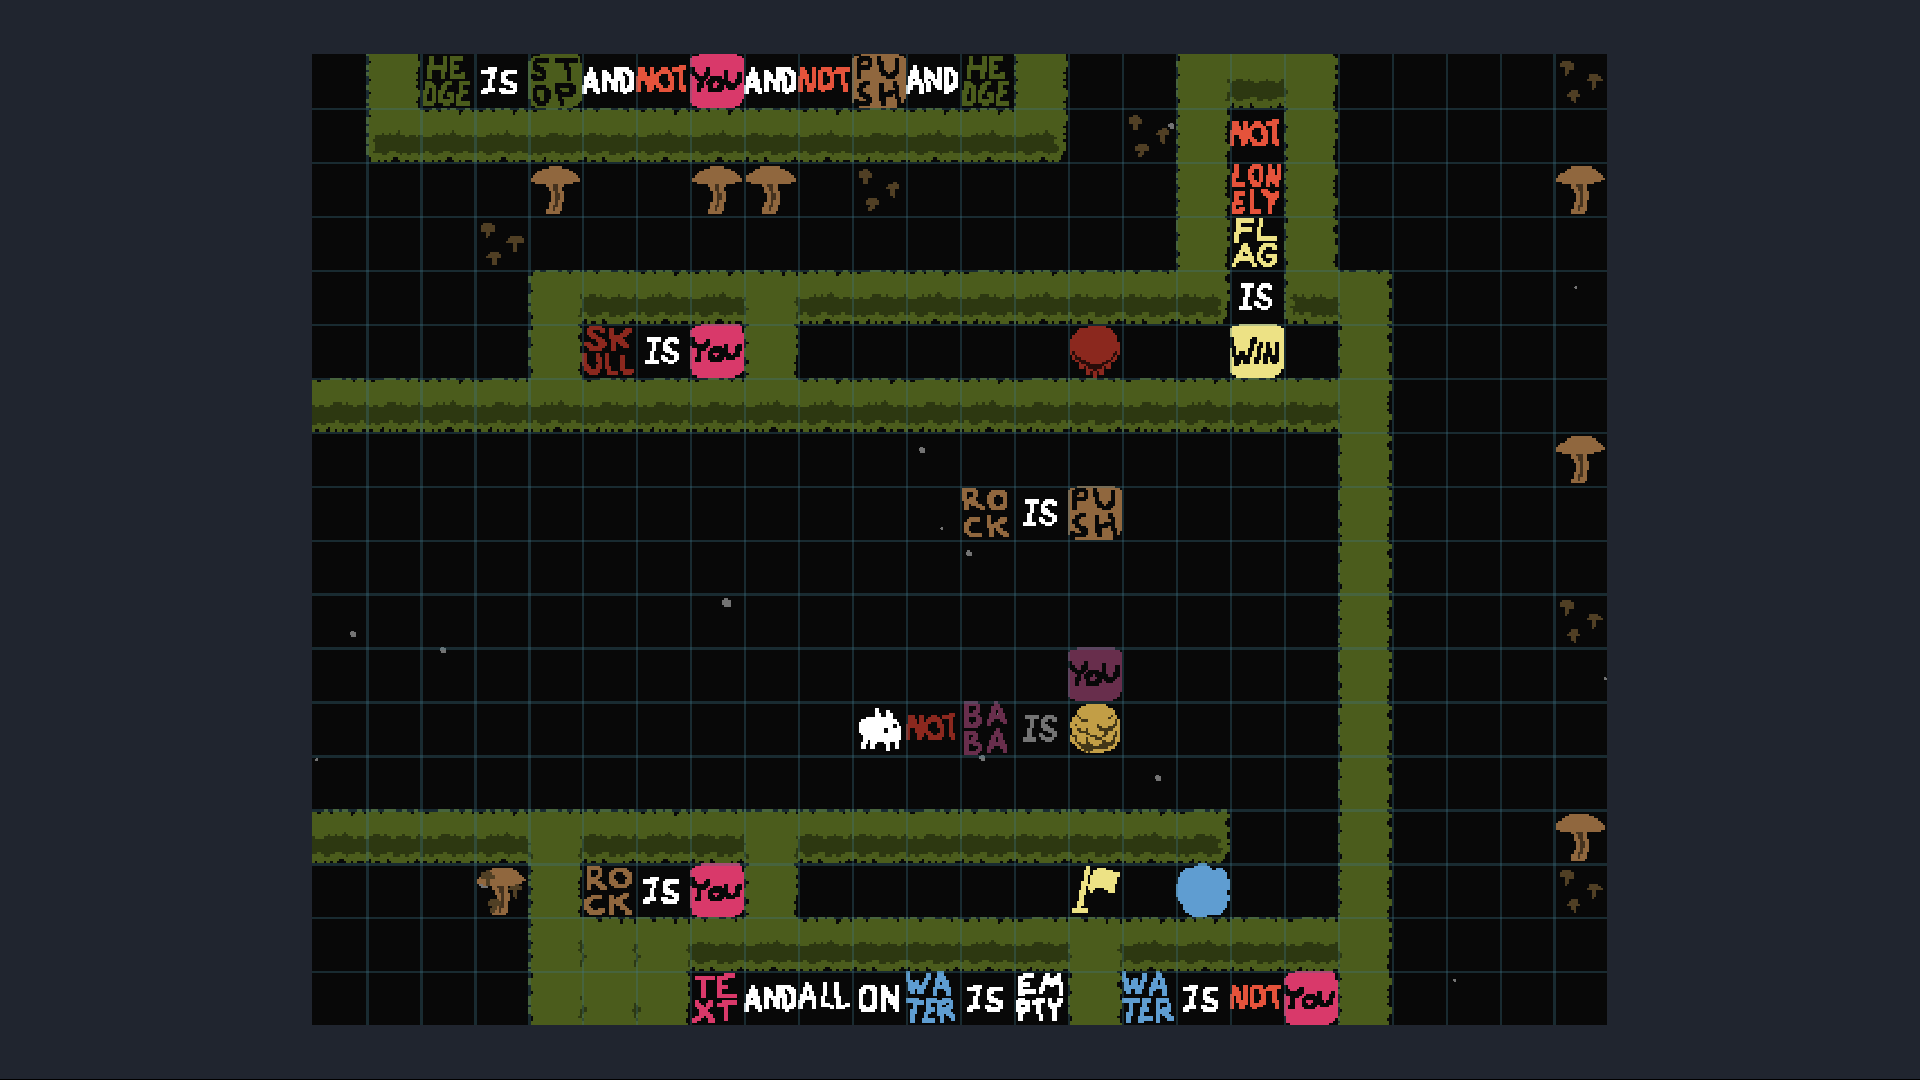 HEDGE IS STOP AND NOT YOU AND NOT PUSH AND HEDGE
NOT
LONELY
FLAG
IS
SKULL IS YOU
WIN
ROCK IS PUSH
YOU
NOT BABA IS
ROCK IS YOU
TEXT AND ALL ON WATER IS EMPTY WATER IS NOT YOU